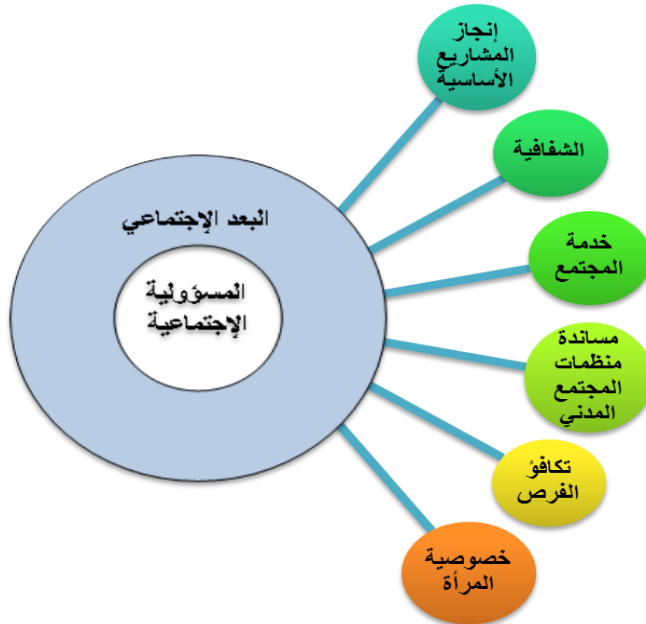 إنجاز
المشاريع
الأساسية
الشفافية
البعد الإجتماعي
خدمة
المجتمع
المسؤولية
الإجتماعية
مساندة
منظمات
المجتمع
المدني
تكافؤ
الفرص
خصوصية
المرأة